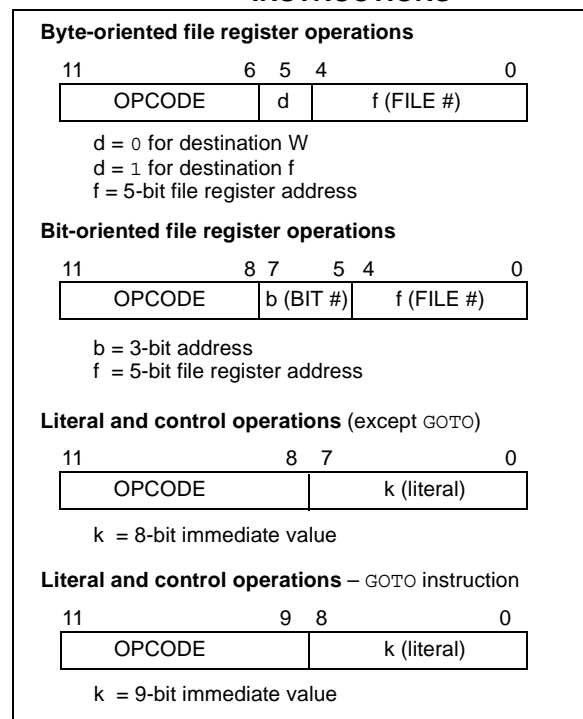 INSTRUCTIONS
Byte-oriented file register operations
11 6 5 4 0
OPCODE d f (FILE #)
d = 0 for destination W
d = 1 for destination f
f = 5-bit file register address
Bit-oriented file register operations
11 8 7 5 4 0
OPCODE b (BIT #) f (FILE #)
b = 3-bit address
f = 5-bit file register address
Literal and control operations (except GOTO)
11 8 7 0
OPCODE k (literal)
k = 8-bit immediate value
Literal and control operations – GOTO instruction
11 9 8 0
OPCODE k (literal)
k = 9-bit immediate value